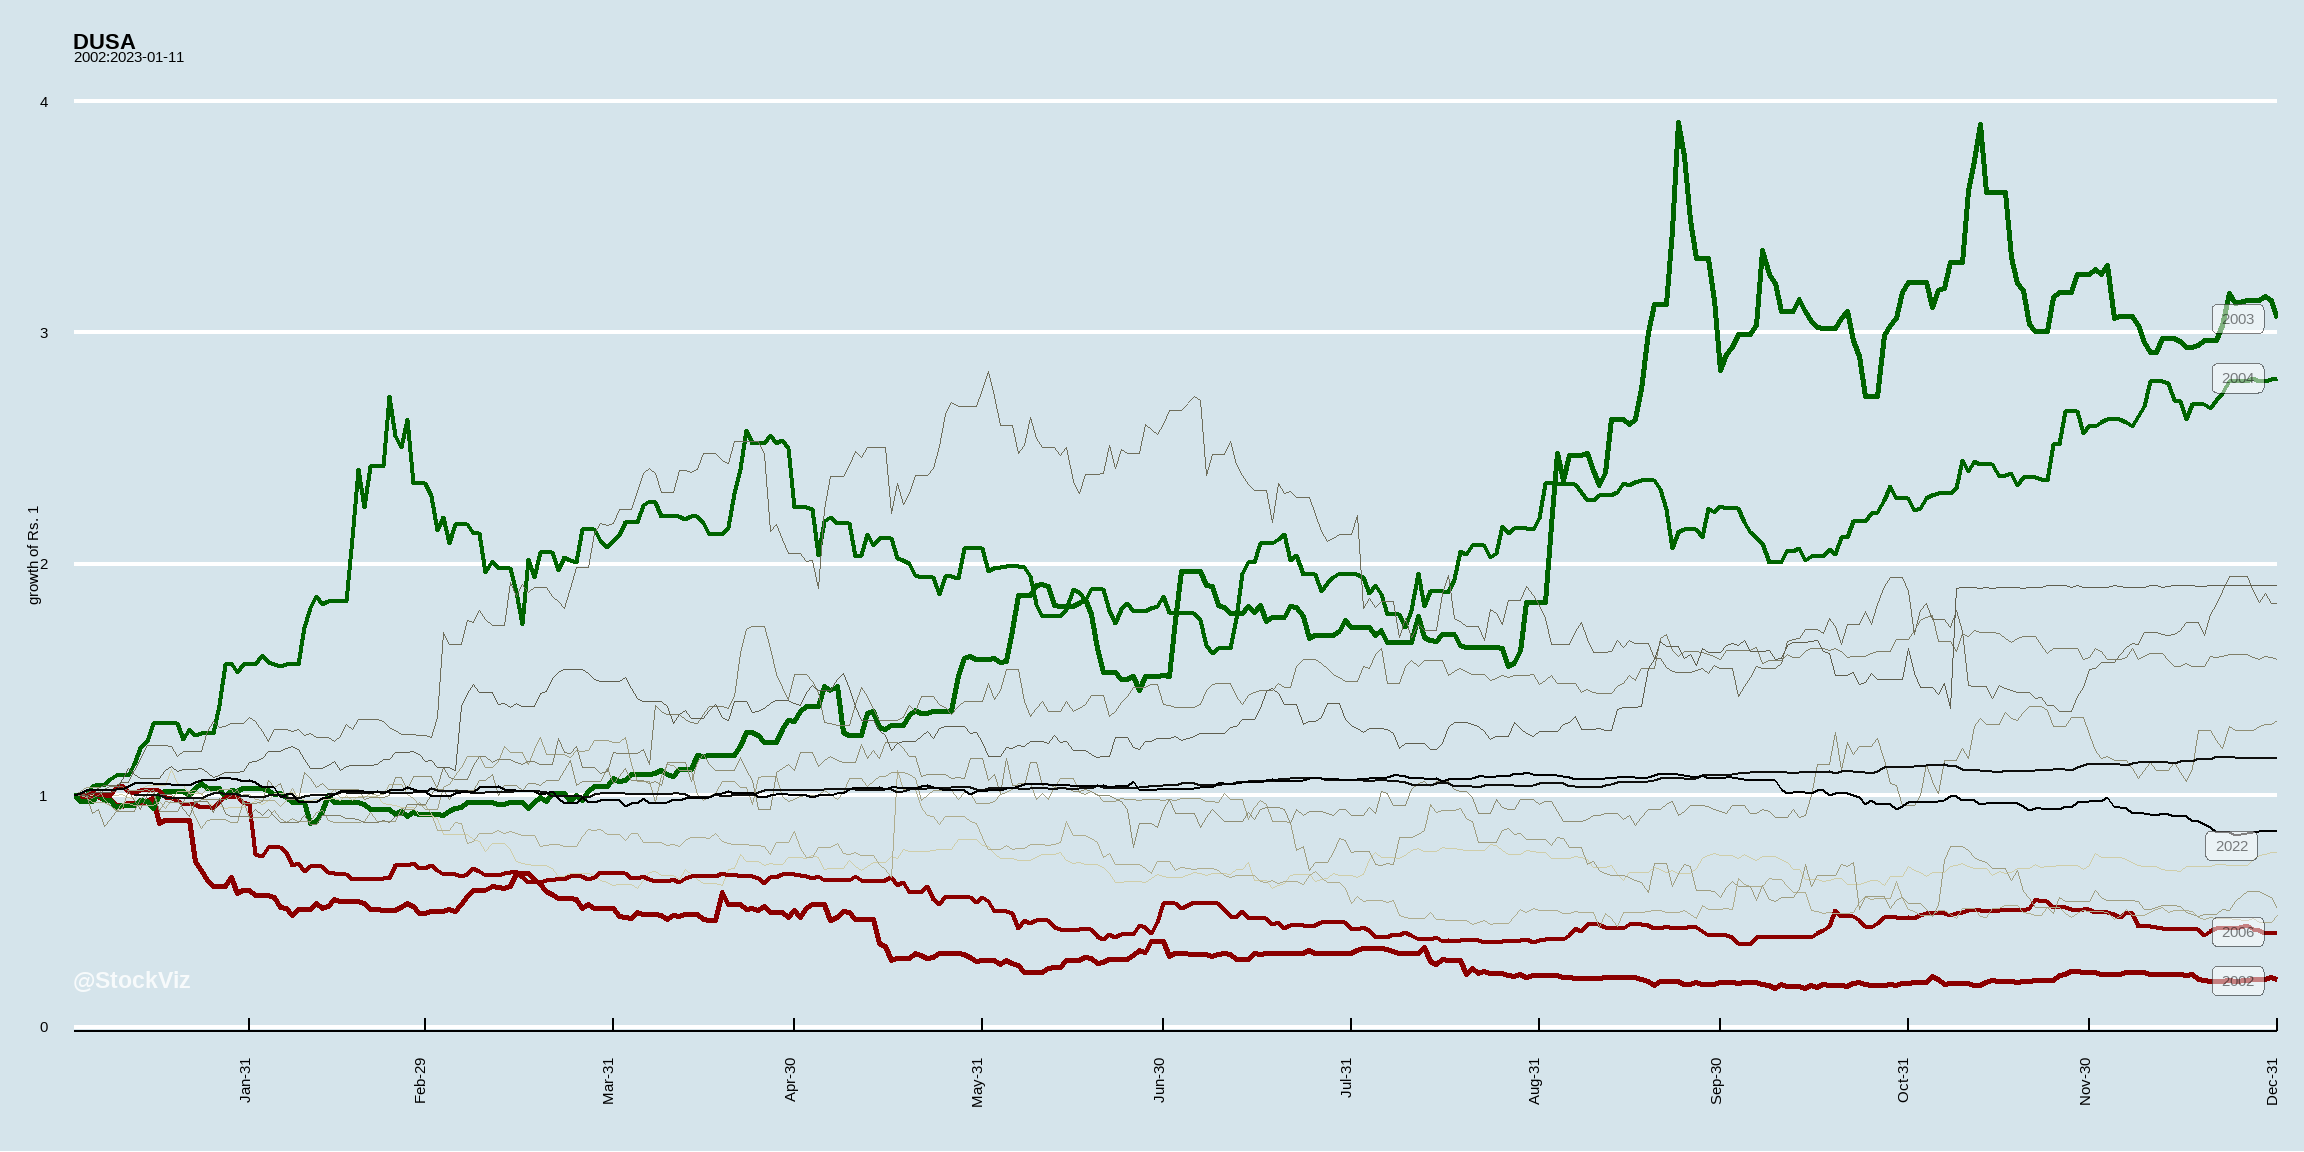 DUSA
2002:2023-01-11
4
3
2
1
0
growth of Rs. 1
2003
2004
2022
2006
2002
@StockViz
Jan-31
Feb-29
Mar-31
Apr-30
May-31
Jun-30
Jul-31
Aug-31
Sep-30
Oct-31
Nov-30
Dec-31